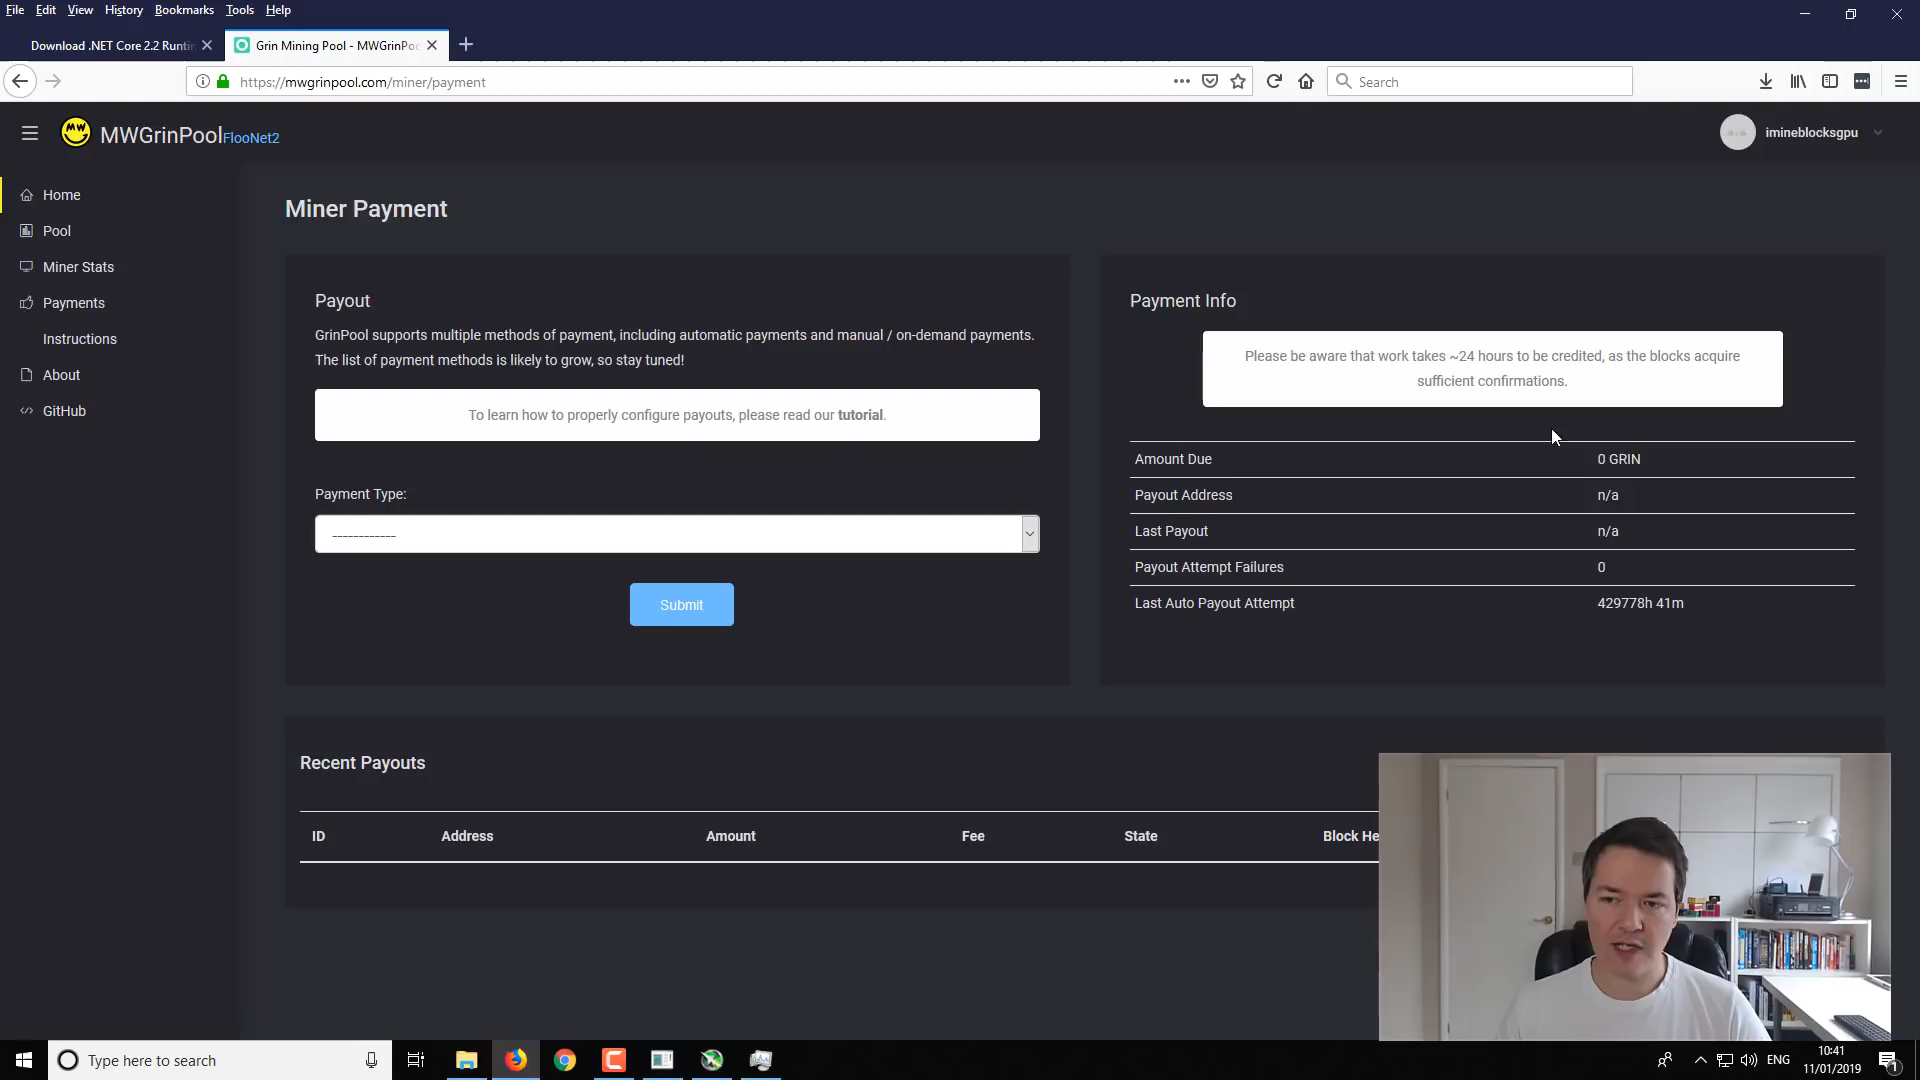 File Edit View History Bookmarks Tools Help
Download .NET Core 2.2 Runti
Grin Mining Pool - MWGrinPo
https://mwgrinpool.com/miner/payment
Search
MWGrinPoolFlooNet2
imineblocksgpu
Home
Pool
Miner Stats
Payments
Instructions
About
GitHub
Miner Payment
Payout
GrinPool supports multiple methods of payment, including automatic payments and manual / on-demand payments.
The list of payment methods is likely to grow, so stay tuned!
To learn how to properly configure payouts, please read our tutorial.
Payment Type:
------------
Submit
Payment Info
Please be aware that work takes ~24 hours to be credited, as the blocks acquire
sufficient confirmations.
Amount Due 0 GRIN
Payout Address n/a
Last Payout n/a
Payout Attempt Failures 0
Last Auto Payout Attempt 429778h 41m
Recent Payouts
ID Address Amount Fee State Block He
Type here to search
ENG
10:41
11/01/2019
1